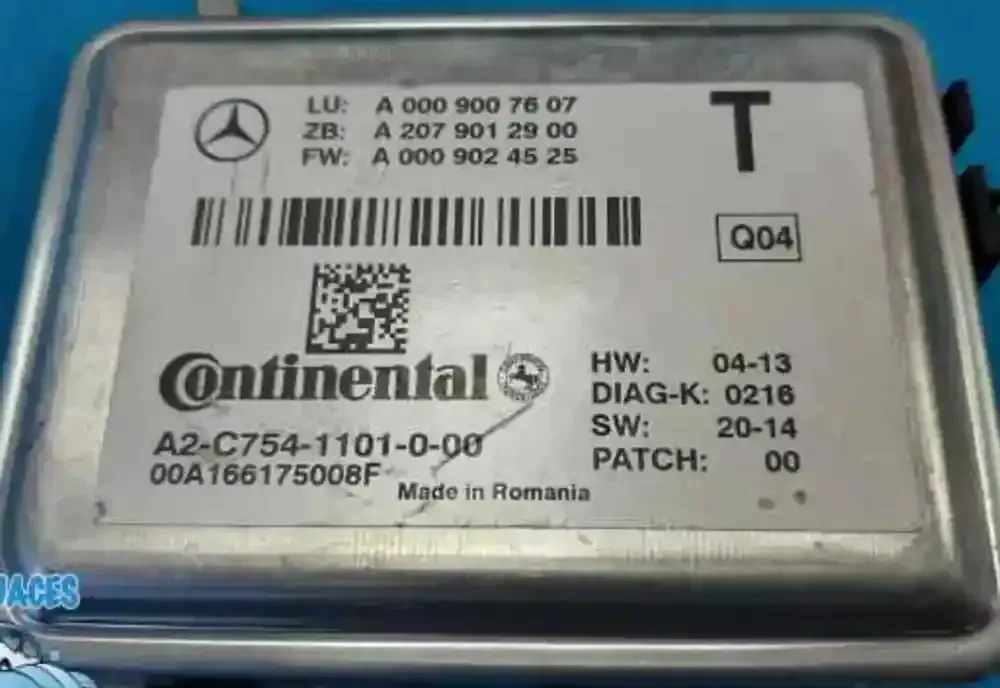 LU: A 000 900 76 07
ZB: A 207 901 29 00
FW: A 000 902 45 25
T
Q04
Continental
A2-C754-1101-0-00
00A166175008F
Made in Romania
HW: 04-13
DIAG-K: 0216
SW: 20-14
PATCH: 00